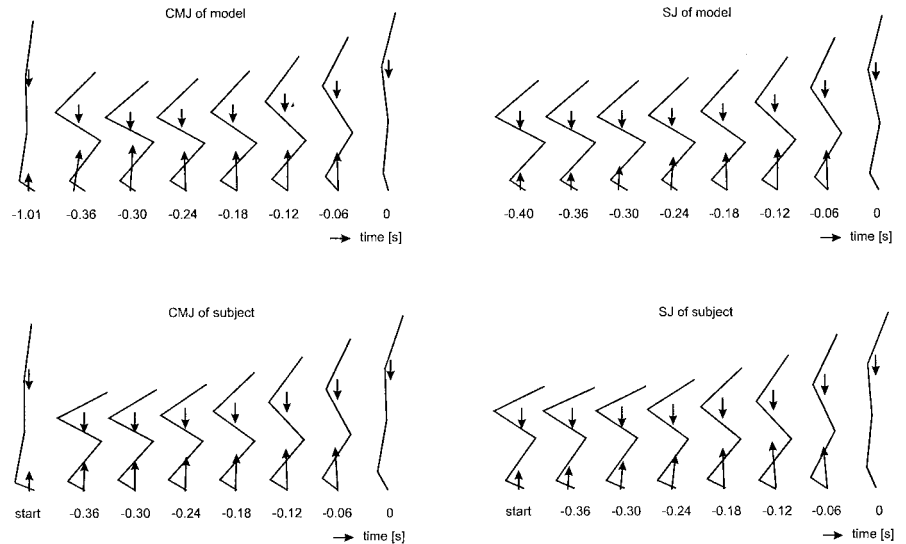 CMJ of model
-1.01 -0.36 -0.30 -0.24 -0.18 -0.12 -0.06 0
time [s]
SJ of model
-0.40 -0.36 -0.30 -0.24 -0.18 -0.12 -0.06 0
time [s]
CMJ of subject
start -0.36 -0.30 -0.24 -0.18 -0.12 -0.06 0
time [s]
SJ of subject
start -0.36 -0.30 -0.24 -0.18 -0.12 -0.06 0
time [s]